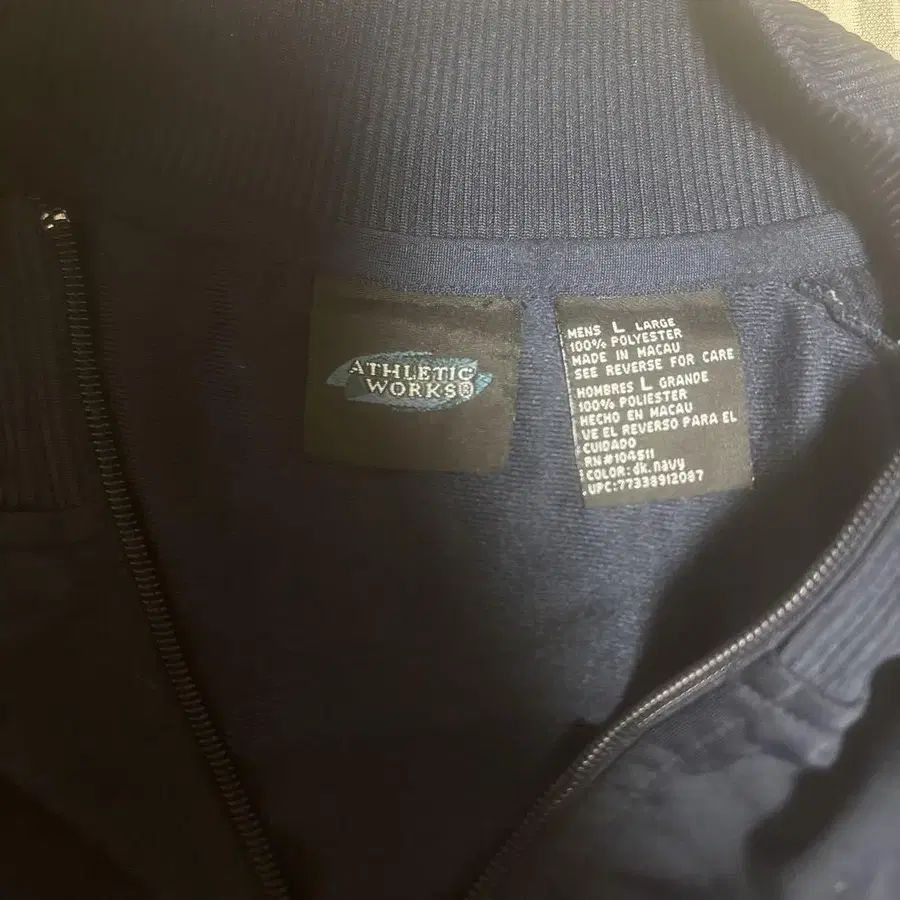 ATHLETIC
WORKS®
MENS L LARGE
100% POLYESTER
MADE IN MACAU
SEE REVERSE FOR CARE
HOMBRES L GRANDE
100% POLIESTER
HECHO EN MACAU
VE EL REVERSO PARA EL
CUIDADO
RN#104511
COLOR: dk. navy
UPC:77338912087